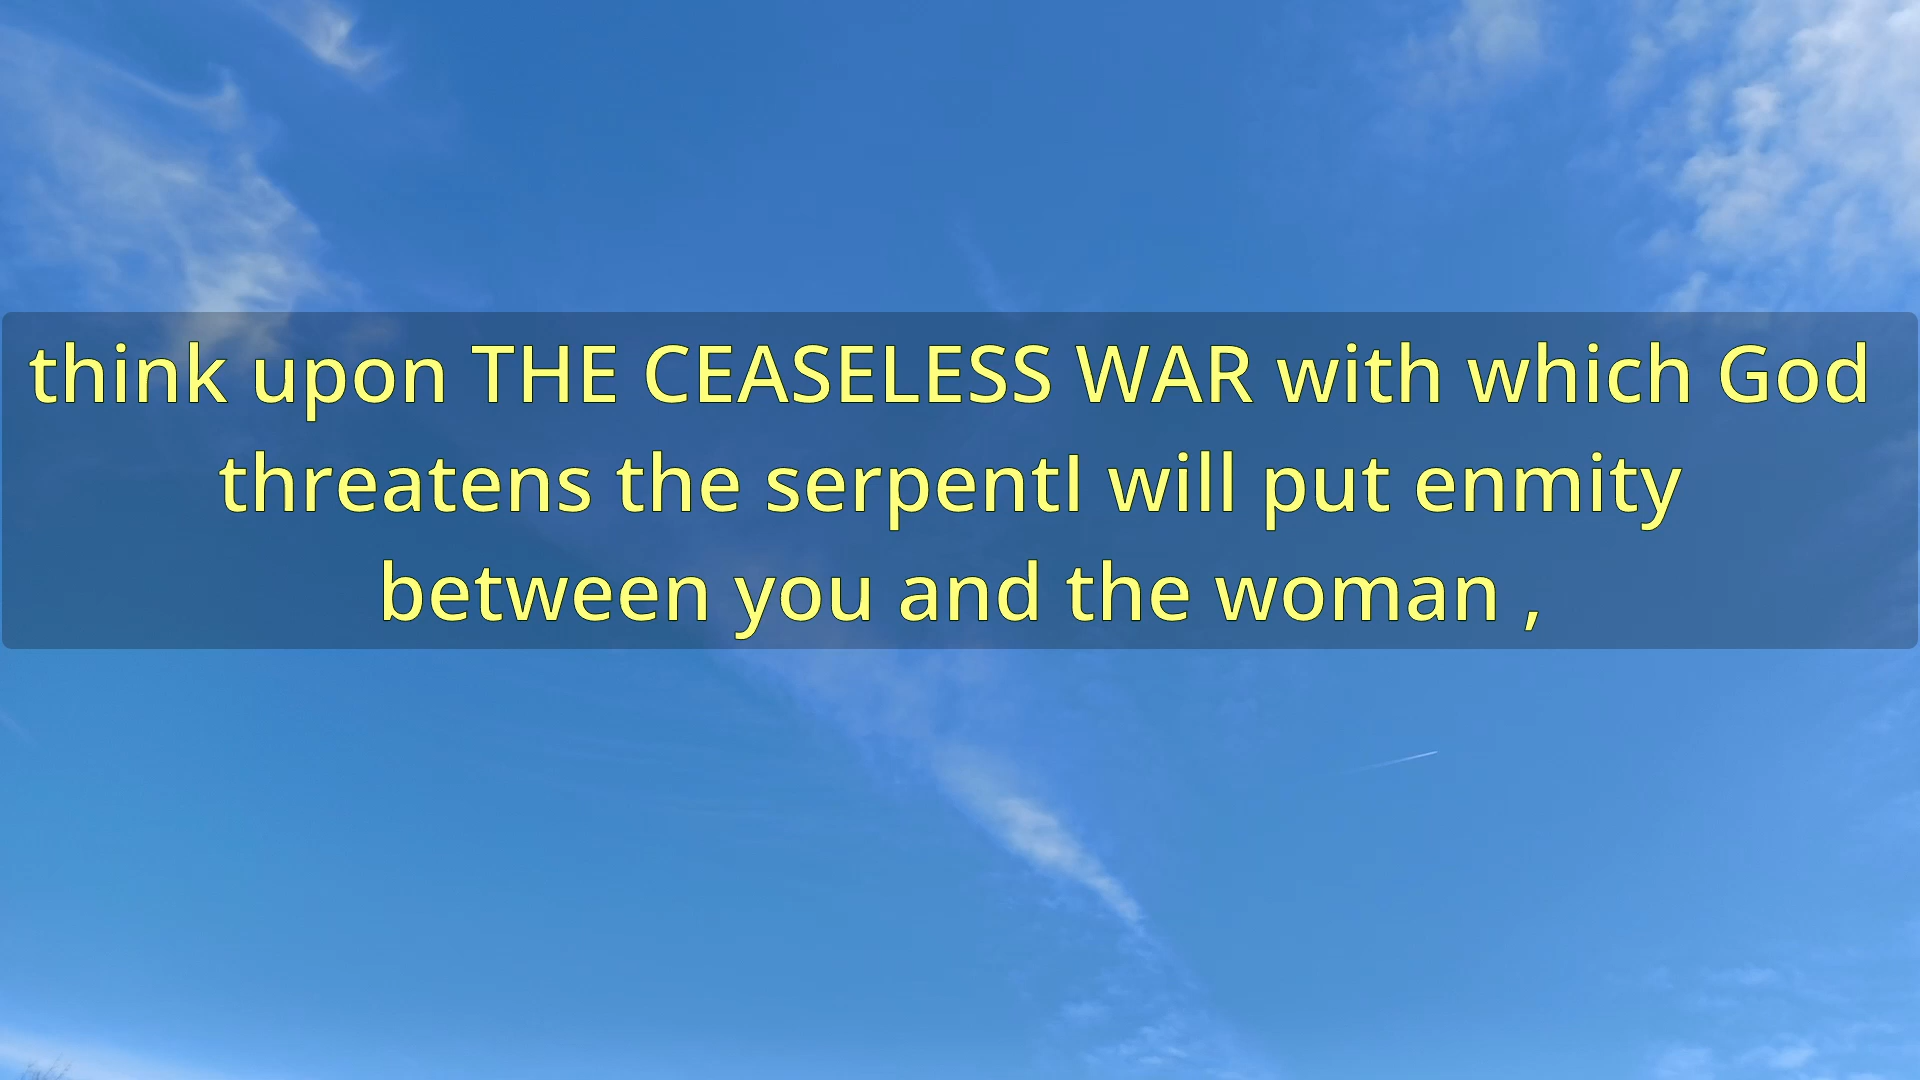 think upon THE CEASELESS WAR with which God
threatens the serpentI will put enmity
between you and the woman ,